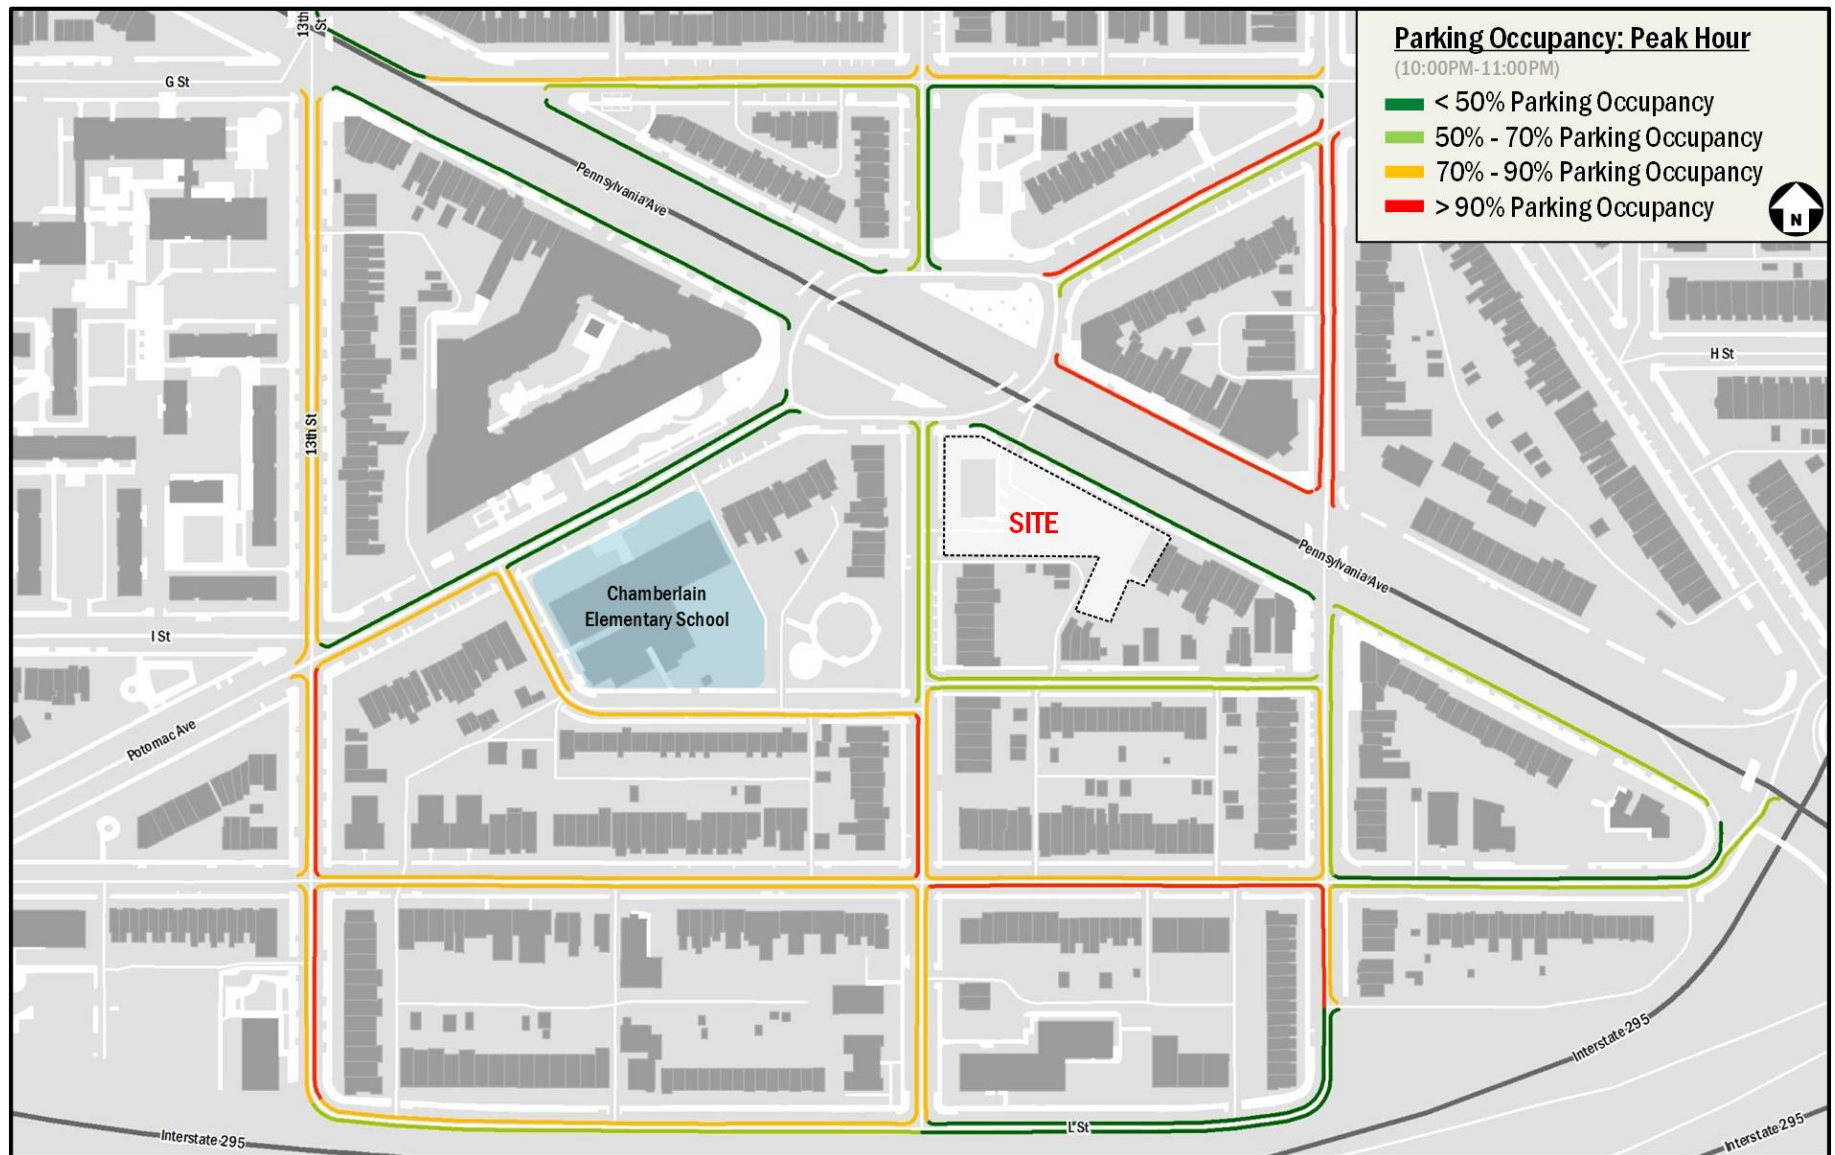 13th St
G St
Parking Occupancy: Peak Hour
(10:00PM-11:00PM)
< 50% Parking Occupancy
50% - 70% Parking Occupancy
70% - 90% Parking Occupancy
> 90% Parking Occupancy
N
Pennsylvania Ave
H St
13th St
SITE
Pennsylvania Ave
Chamberlain
Elementary School
I St
Potomac Ave
Interstate 295
L St
Interstate 295
Interstate 295